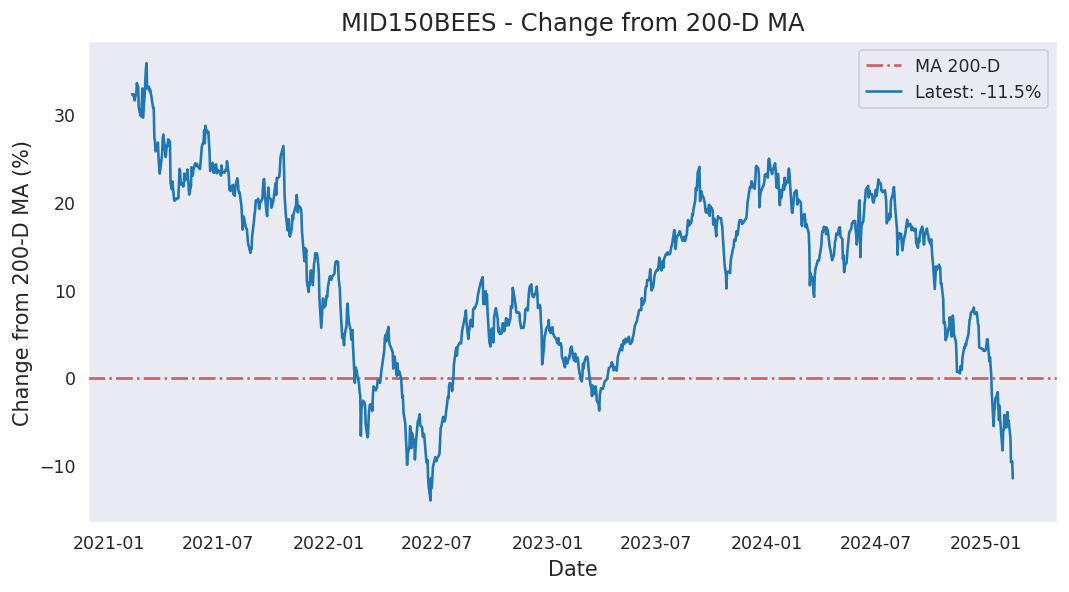 MID150BEES - Change from 200-D MA
MA 200-D
Latest: -11.5%
Change from 200-D MA (%)
30
20
10
0
−10
2021-01
2021-07
2022-01
2022-07
2023-01
2023-07
2024-01
2024-07
2025-01
Date